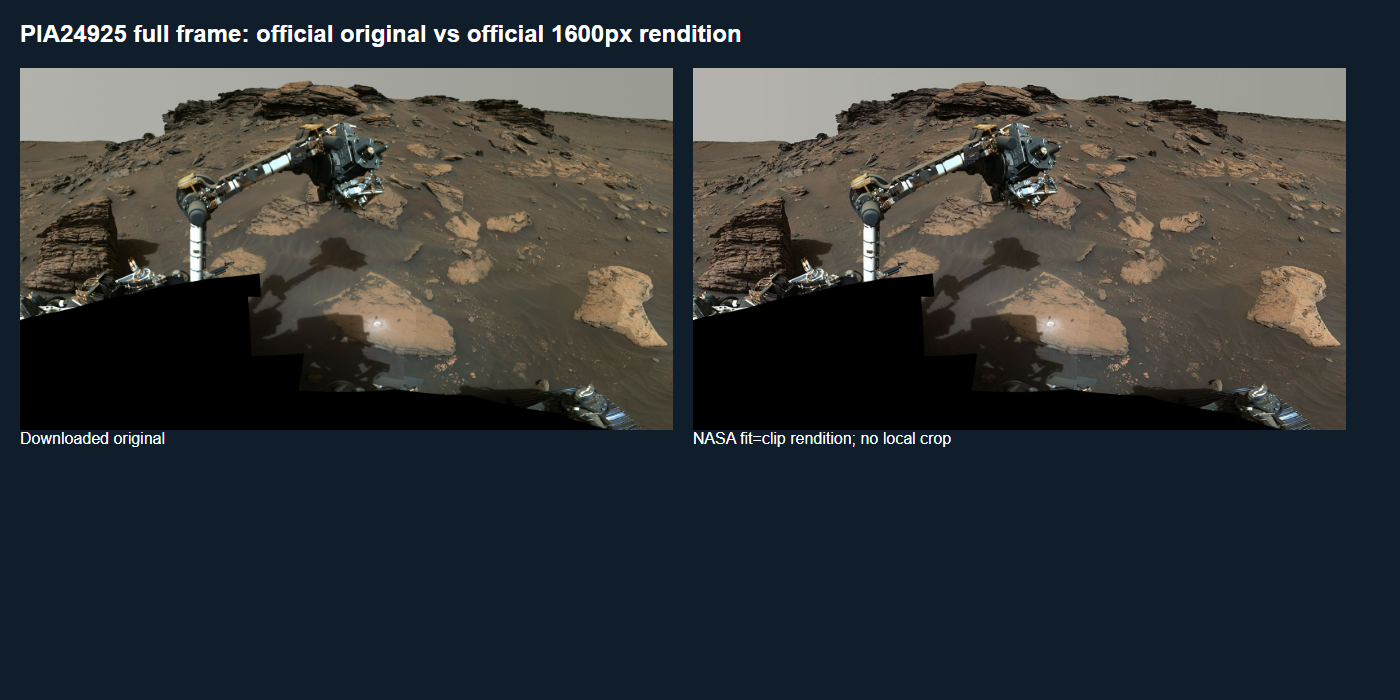 PIA24925 full frame: official original vs official 1600px rendition
Downloaded original
NASA fit=clip rendition; no local crop